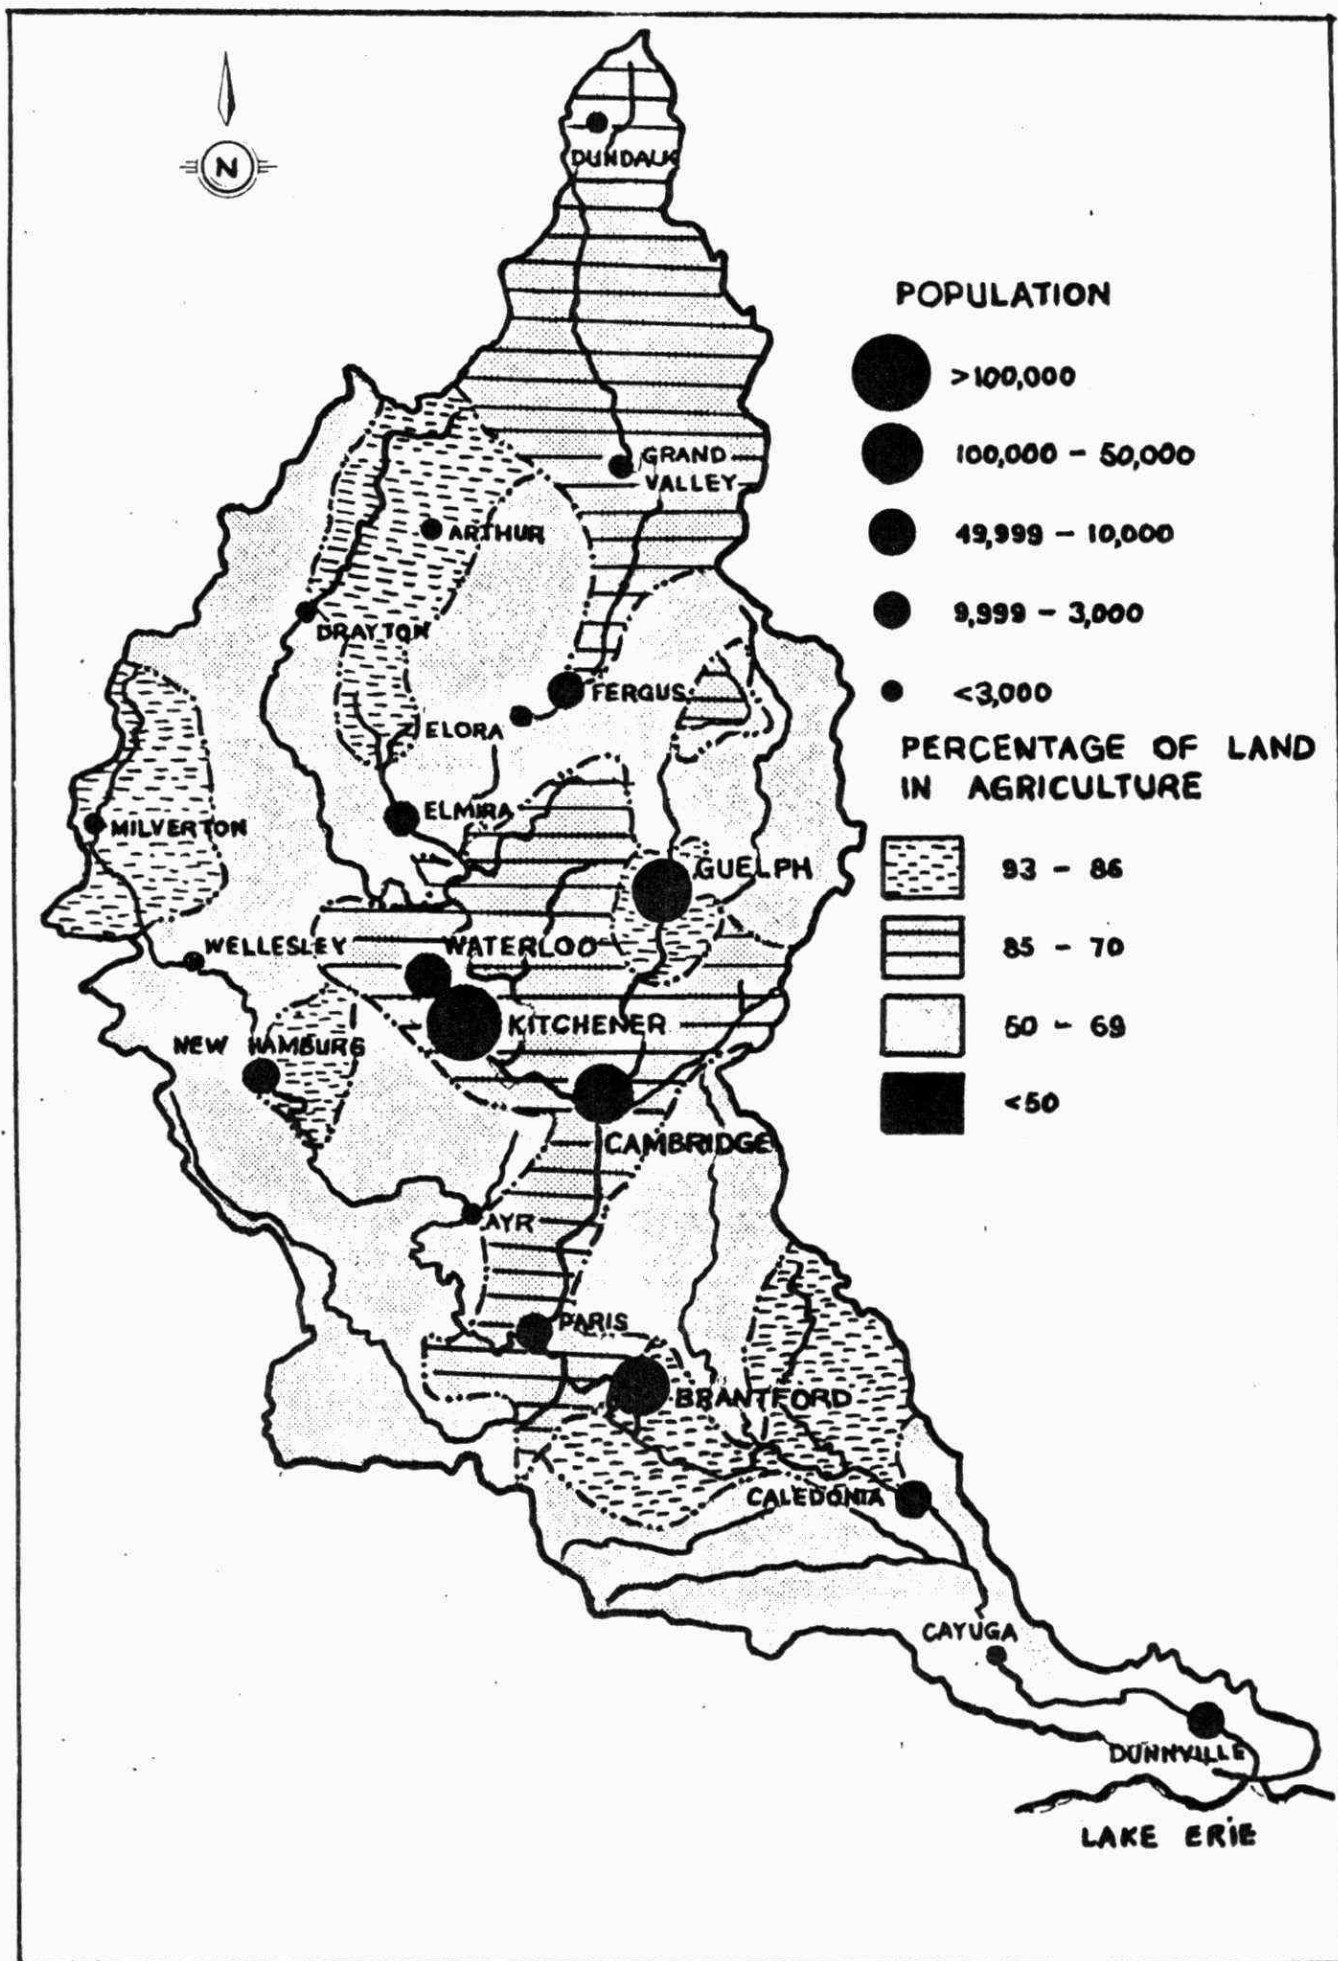 N
DUNDALK
POPULATION
>100,000
100,000 - 50,000
49,999 - 10,000
9,999 - 3,000
<3,000
PERCENTAGE OF LAND
IN AGRICULTURE
93 - 86
85 - 70
50 - 69
<50
GRAND
VALLEY
ARTHUR
DRAYTON
FERGUS
ELORA
ELMIRA
MILVERTON
GUELPH
WELLESLEY
WATERLOO
KITCHENER
NEW HAMBURG
CAMBRIDGE
AYR
PARIS
BRANTFORD
CALEDONIA
CAYUGA
DUNNVILLE
LAKE ERIE